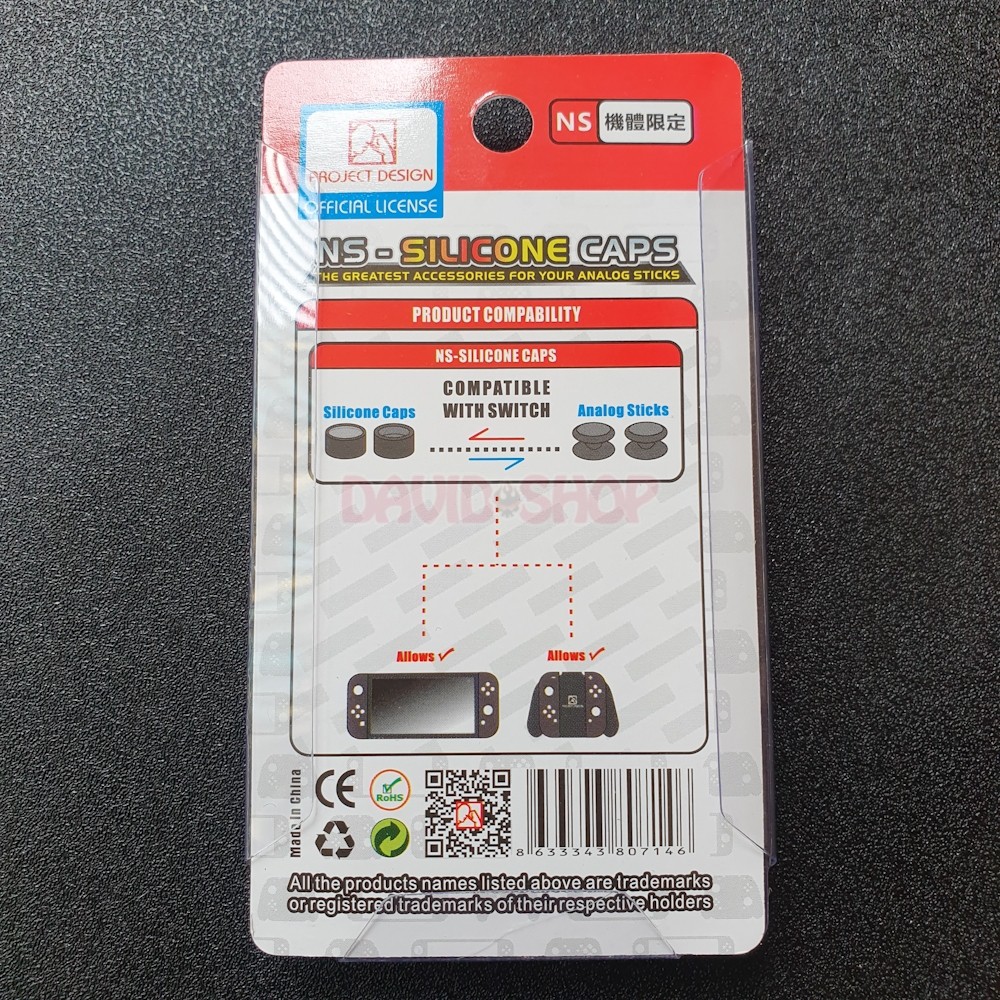 NS 機體限定
PROJECT DESIGN
OFFICIAL LICENSE
NS - SILICONE CAPS
THE GREATEST ACCESSORIES FOR YOUR ANALOG STICKS
PRODUCT COMPABILITY
NS-SILICONE CAPS
COMPATIBLE
WITH SWITCH
Silicone Caps
Analog Sticks
DAVID SHOP
Allows
Allows
Made in China
CE
RoHS
8 633343 807146
All the products names listed above are trademarks
or registered trademarks of their respective holders